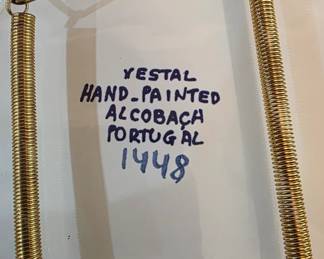 VESTAL
HAND-PAINTED
ALCOBAÇA
PORTUGAL
1448